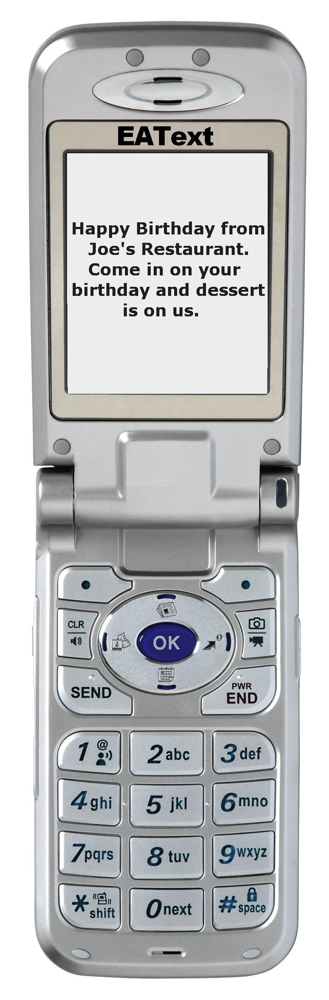 EAText
Happy Birthday from
Joe's Restaurant.
Come in on your
birthday and dessert
is on us.
CLR
OK
SEND
PWR
END
1 @
2 abc
3 def
4 ghi
5 jkl
6 mno
7 pqrs
8 tuv
9 wxyz
* shift
0 next
# space